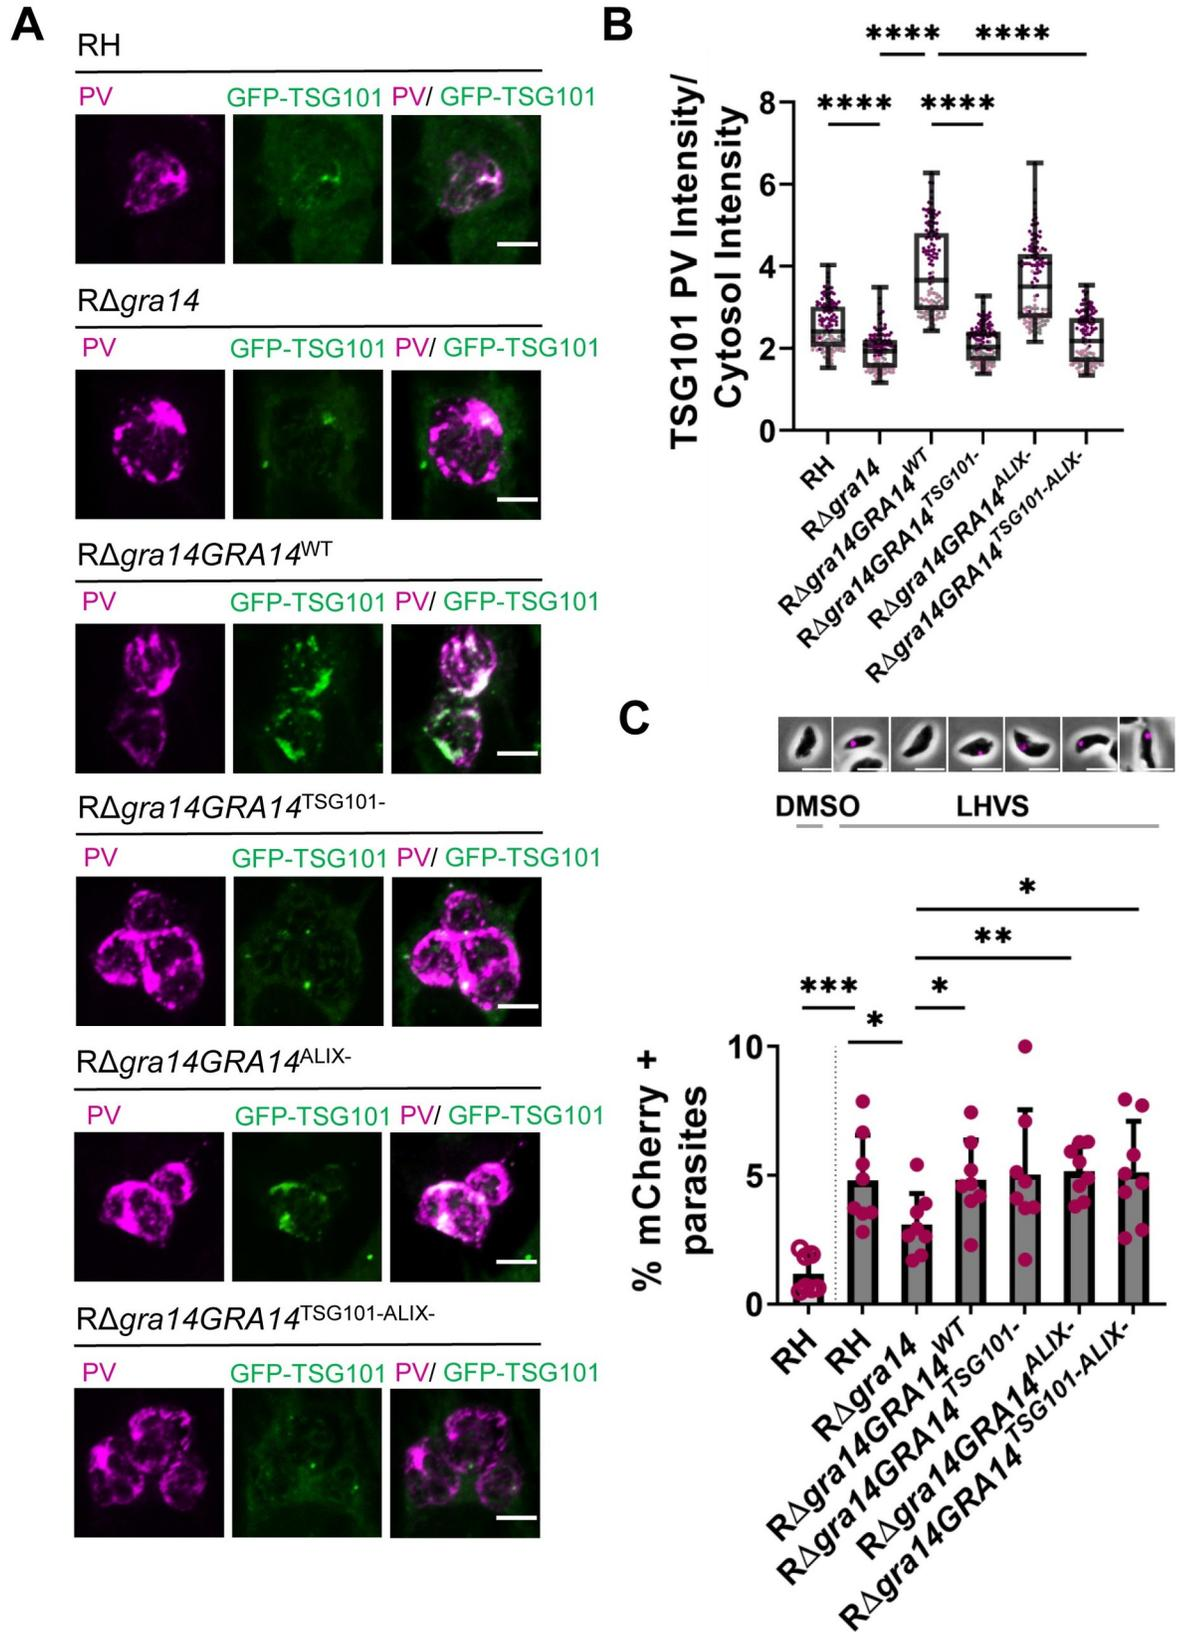 A
RH
PV GFP-TSG101 PV/ GFP-TSG101
RΔgra14
PV GFP-TSG101 PV/ GFP-TSG101
RΔgra14GRA14WT
PV GFP-TSG101 PV/ GFP-TSG101
RΔgra14GRA14TSG101-
PV GFP-TSG101 PV/ GFP-TSG101
RΔgra14GRA14ALIX-
PV GFP-TSG101 PV/ GFP-TSG101
RΔgra14GRA14TSG101-ALIX-
PV GFP-TSG101 PV/ GFP-TSG101
B
**** ****
**** ****
TSG101 PV Intensity/
Cytosol Intensity
8
6
4
2
0
RH
RΔgra14
RΔgra14GRA14WT
RΔgra14GRA14TSG101-
RΔgra14GRA14ALIX-
RΔgra14GRA14TSG101-ALIX-
C
DMSO LHVS
*
**
*** *
*
% mCherry +
parasites
10
5
0
RH
RH
RΔgra14
RΔgra14GRA14WT
RΔgra14GRA14TSG101-
RΔgra14GRA14ALIX-
RΔgra14GRA14TSG101-ALIX-